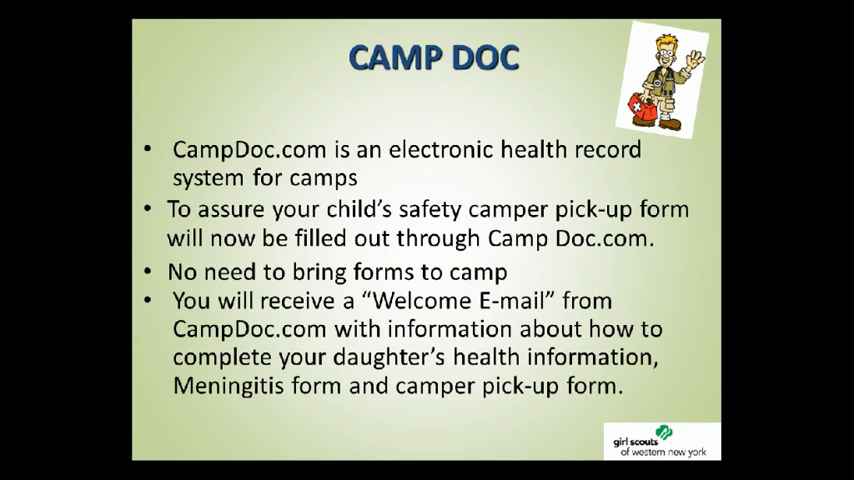 CAMP DOC
• CampDoc.com is an electronic health record
system for camps
• To assure your child's safety camper pick-up form
will now be filled out through Camp Doc.com.
• No need to bring forms to camp
• You will receive a “Welcome E-mail” from
CampDoc.com with information about how to
complete your daughter's health information,
Meningitis form and camper pick-up form.
girl scouts
of western new york